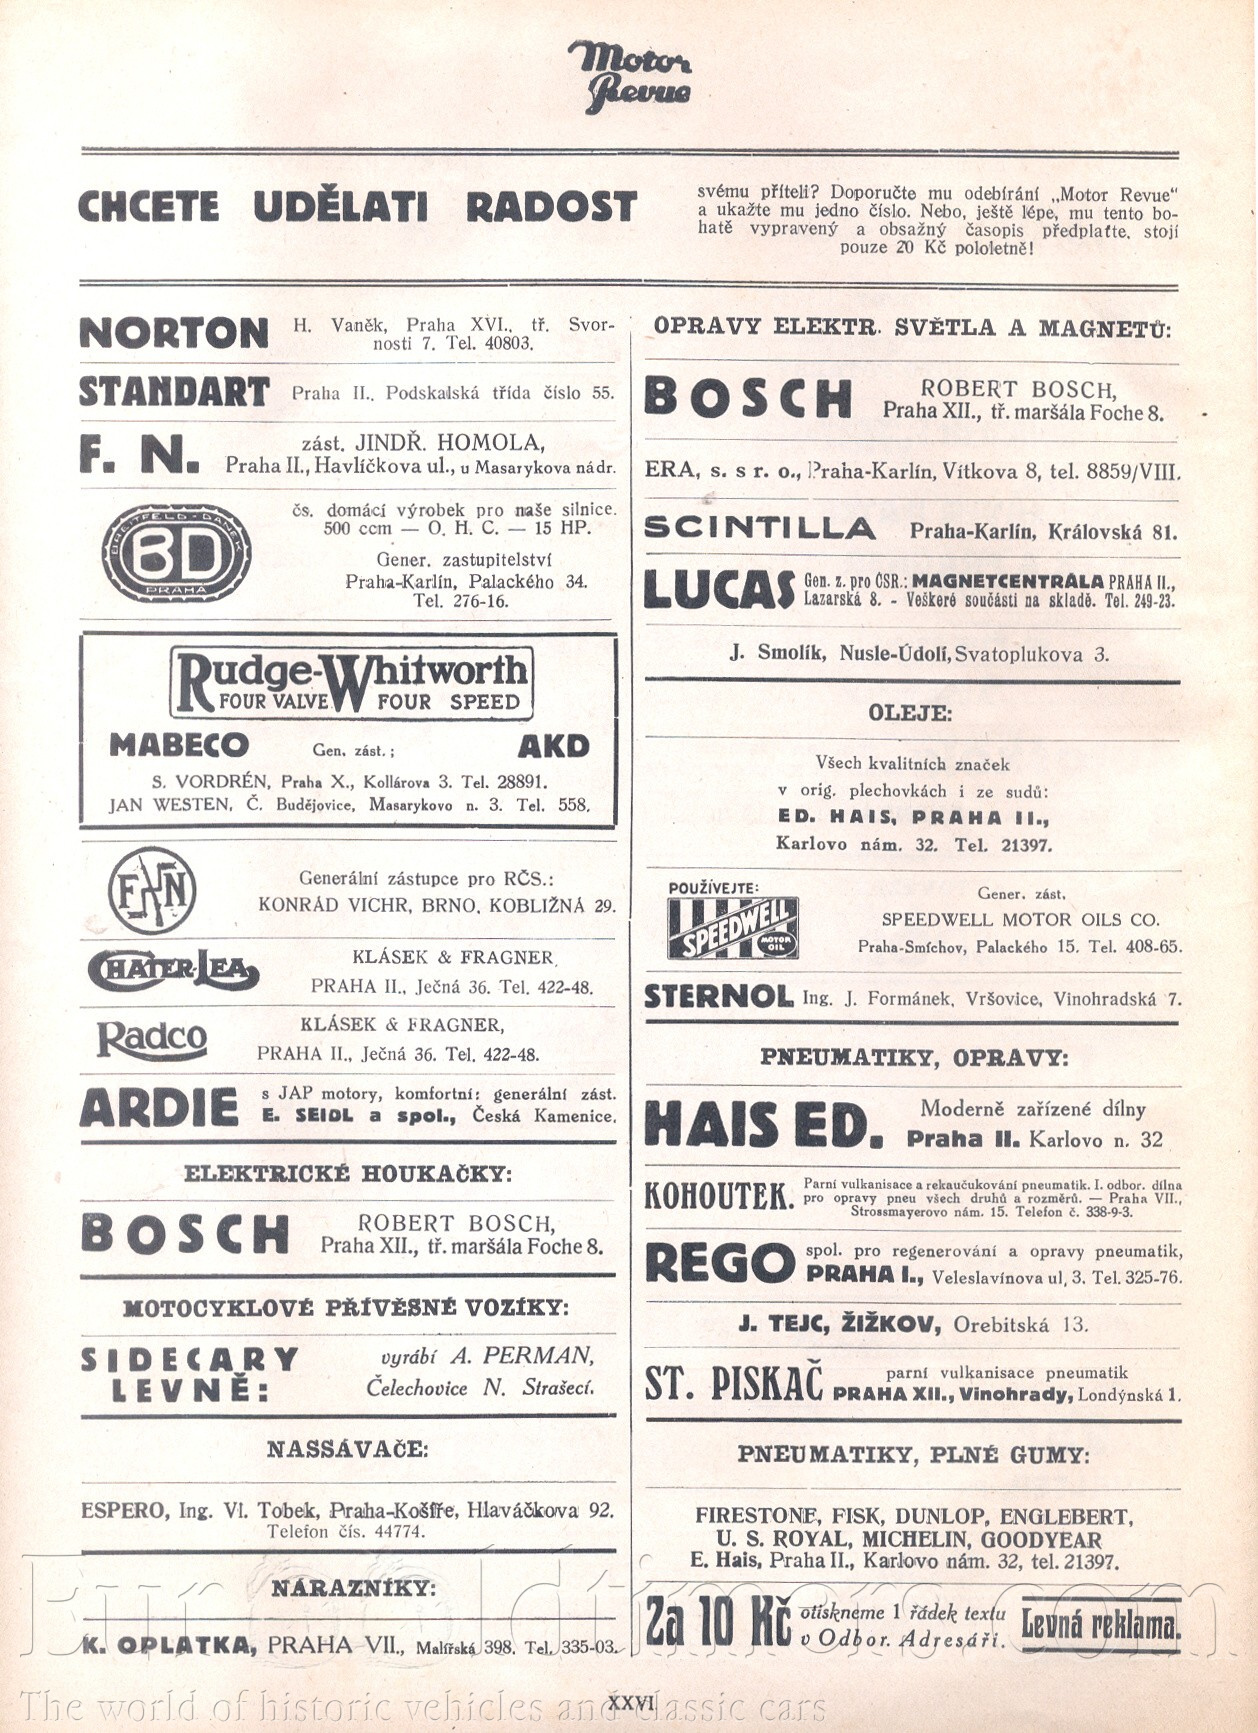 Motor
Revue
CHCETE UDĚLATI RADOST
svému příteli? Doporučte mu odebírání „Motor Revue“
a ukažte mu jedno číslo. Nebo, ještě lépe, mu tento bo-
hatě vypravený a obsažný časopis předplaťte, stojí
pouze 20 Kč pololetně!
NORTON
H. Vaněk, Praha XVI., tř. Svor-
nosti 7. Tel. 40803.
STANDART Praha II., Podskalská třída číslo 55.
F. N.
zást. JINDŘ. HOMOLA,
Praha II., Havlíčkova ul., u Masarykova nádr.
BREITFELD-DANĚK
BD
PRAHA
čs. domácí výrobek pro naše silnice.
500 ccm — O. H. C. — 15 HP.
Gener. zastupitelství
Praha-Karlín, Palackého 34.
Tel. 276-16.
Rudge-Whitworth
FOUR VALVE FOUR SPEED
MABECO Gen. zást.; AKD
S. VORDRÉN, Praha X., Kollárova 3. Tel. 28891.
JAN WESTEN, Č. Budějovice, Masarykovo n. 3. Tel. 558.
FN
Generální zástupce pro RČS.:
KONRÁD VICHR, BRNO, KOBLIŽNÁ 29.
CHATER-LEA
KLÁSEK & FRAGNER,
PRAHA II., Ječná 36. Tel. 422-48.
Radco
KLÁSEK & FRAGNER,
PRAHA II., Ječná 36. Tel. 422-48.
ARDIE
s JAP motory, komfortní: generální zást.
E. SEIDL a spol., Česká Kamenice.
ELEKTRICKÉ HOUKAČKY:
BOSCH
ROBERT BOSCH,
Praha XII., tř. maršála Foche 8.
MOTOCYKLOVÉ PŘÍVĚSNÉ VOZÍKY:
SIDECARY
LEVNĚ:
vyrábí A. PERMAN,
Čelechovice N. Strašecí.
NASSÁVAČE:
ESPERO, Ing. Vl. Tobek, Praha-Košíře, Hlaváčkova 92.
Telefon čís. 44774.
NÁRAZNÍKY:
K. OPLATKA, PRAHA VII., Malířská 398. Tel. 335-03.
OPRAVY ELEKTR. SVĚTLA A MAGNETŮ:
BOSCH
ROBERT BOSCH,
Praha XII., tř. maršála Foche 8.
ERA, s. s r. o., Praha-Karlín, Vítkova 8, tel. 8859/VIII.
SCINTILLA Praha-Karlín, Královská 81.
LUCAS
Gen. z. pro ČSR.: MAGNETCENTRÁLA PRAHA II.,
Lazarská 8. - Veškeré součásti na skladě. Tel. 249-23.
J. Smolík, Nusle-Údolí, Svatoplukova 3.
OLEJE:
Všech kvalitních značek
v orig. plechovkách i ze sudů:
ED. HAIS, PRAHA II.,
Karlovo nám. 32. Tel. 21397.
POUŽÍVEJTE:
SPEEDWELL
MOTOR
OIL
Gener. zást.
SPEEDWELL MOTOR OILS CO.
Praha-Smíchov, Palackého 15. Tel. 408-65.
STERNOL Ing. J. Formánek, Vršovice, Vinohradská 7.
PNEUMATIKY, OPRAVY:
HAIS ED.
Moderně zařízené dílny
Praha II. Karlovo n. 32
KOHOUTEK.
Parní vulkanisace a rekaučukování pneumatik. I. odbor. dílna
pro opravy pneu všech druhů a rozměrů. — Praha VII.,
Strossmayerovo nám. 15. Telefon č. 338-9-3.
REGO
spol. pro regenerování a opravy pneumatik,
PRAHA I., Veleslavínova ul, 3. Tel. 325-76.
J. TEJC, ŽIŽKOV, Orebitská 13.
ST. PISKAČ
parní vulkanisace pneumatik
PRAHA XII., Vinohrady, Londýnská 1.
PNEUMATIKY, PLNÉ GUMY:
FIRESTONE, FISK, DUNLOP, ENGLEBERT,
U. S. ROYAL, MICHELIN, GOODYEAR
E. Hais, Praha II., Karlovo nám. 32, tel. 21397.
Za 10 Kč
otiskneme 1 řádek textu
v Odbor. Adresáři.
Levná reklama.
Eurooldtimers.com
The world of historic vehicles and classic cars
XXVI